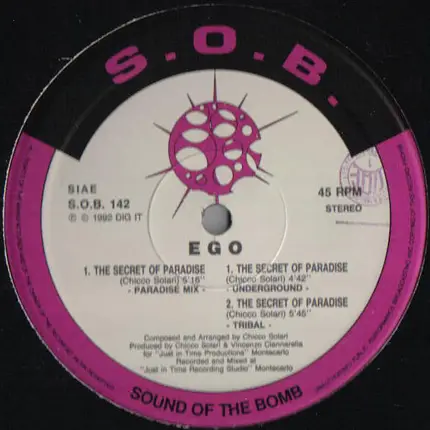 S.O.B.
SIAE
S.O.B. 142
℗ © 1992 DIG IT
45 RPM
STEREO
EGO
1. THE SECRET OF PARADISE
(Chicco Solari) 5'15"
- PARADISE MIX -
1. THE SECRET OF PARADISE
(Chicco Solari) 4'42"
- UNDERGROUND -
2. THE SECRET OF PARADISE
(Chicco Solari) 5'45"
- TRIBAL -
Composed and Arranged by Chicco Solari
Produced by Chicco Solari & Vincenzo Ciannarella
for "Just in Time Productions" Montecarlo
Recorded and Mixed at
"Just in Time Recording Studio" Montecarlo
SOUND OF THE BOMB